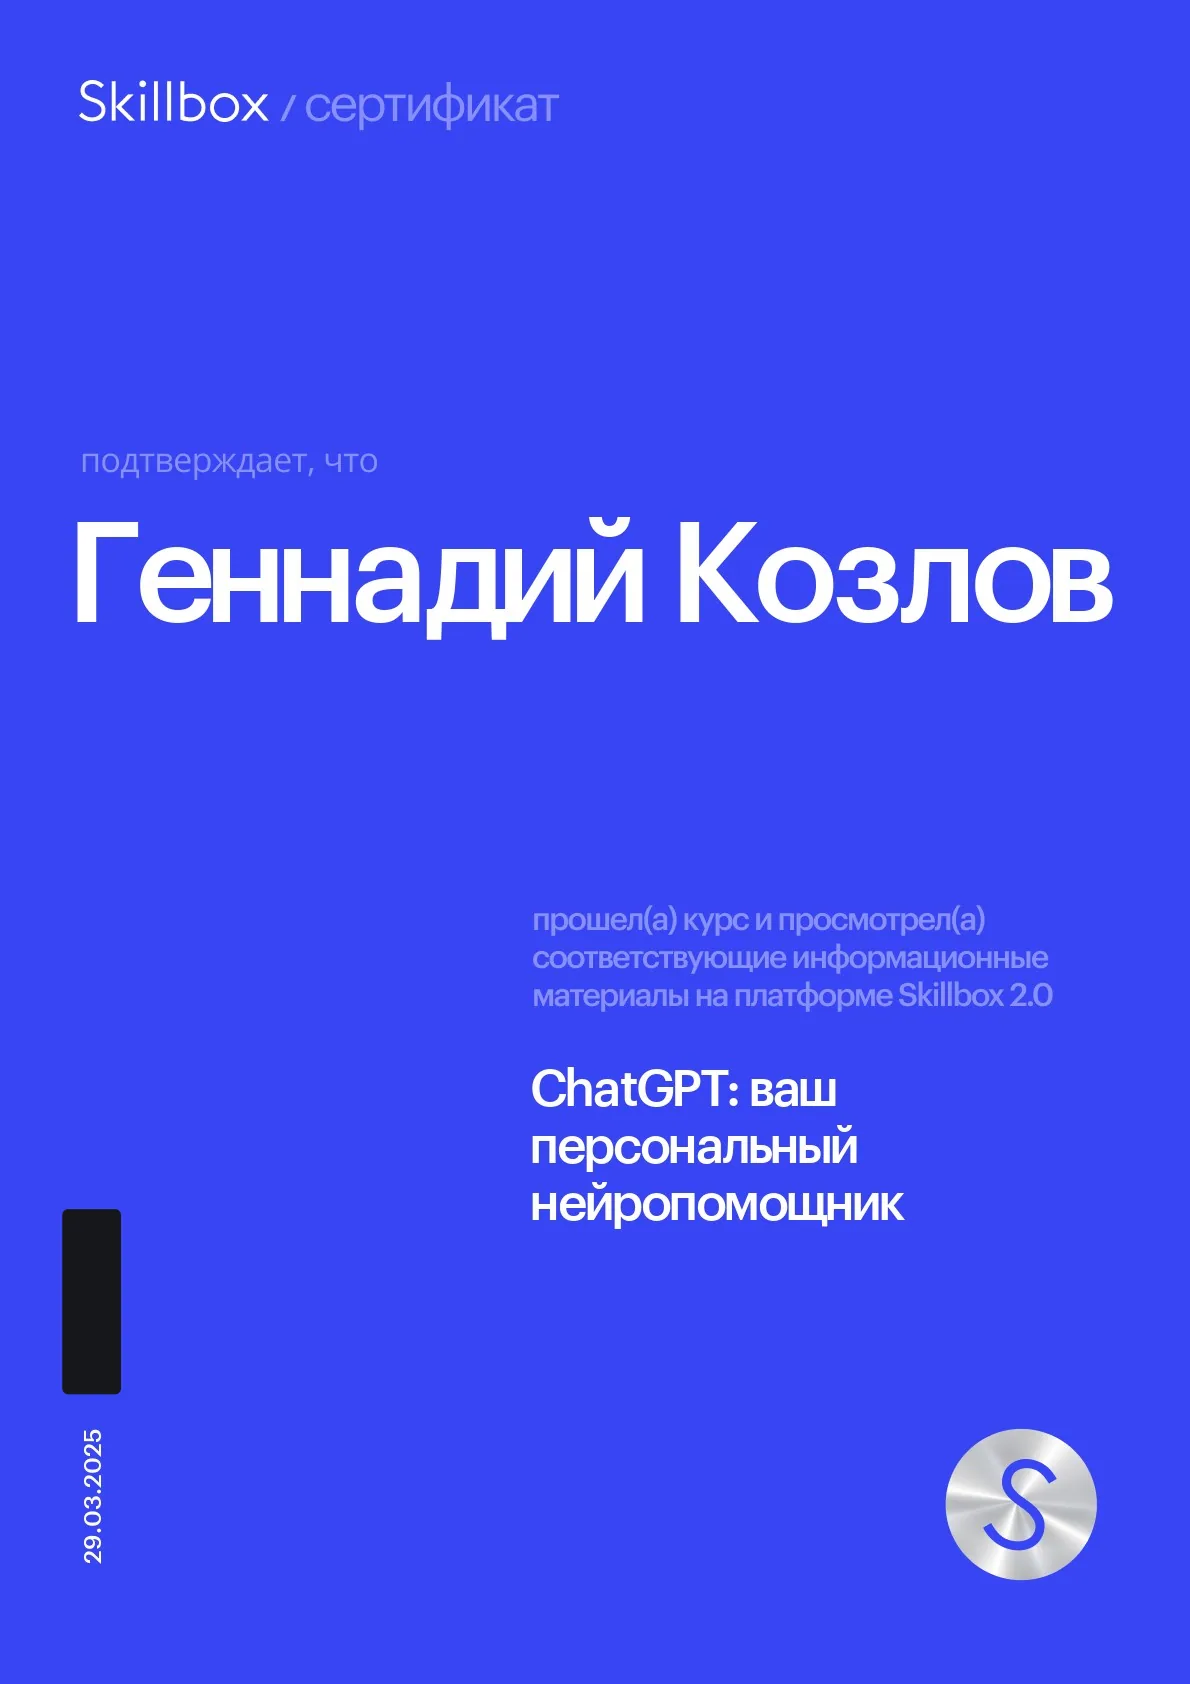 Skillbox / сертификат
подтверждает, что
Геннадий Козлов
прошел(а) курс и просмотрел(а)
соответствующие информационные
материалы на платформе Skillbox 2.0
ChatGPT: ваш
персональный
нейропомощник
29.03.2025
S